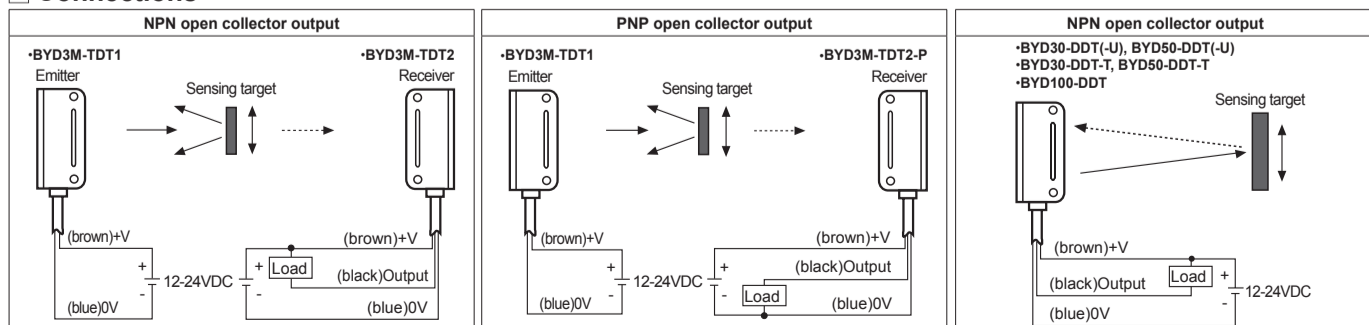 Connections
NPN open collector output
•BYD3M-TDT1
•BYD3M-TDT2
Emitter
Receiver
Sensing target
(brown)+V
(brown)+V
+
12-24VDC
+
Load
(black)Output
-
-
(blue)0V
(blue)0V
PNP open collector output
•BYD3M-TDT1
•BYD3M-TDT2-P
Emitter
Receiver
Sensing target
(brown)+V
(brown)+V
+
12-24VDC
+
(black)Output
-
-
Load
(blue)0V
(blue)0V
NPN open collector output
•BYD30-DDT(-U), BYD50-DDT(-U)
•BYD30-DDT-T, BYD50-DDT-T
•BYD100-DDT
Sensing target
(brown)+V
(black)Output
Load
+
12-24VDC
-
(blue)0V